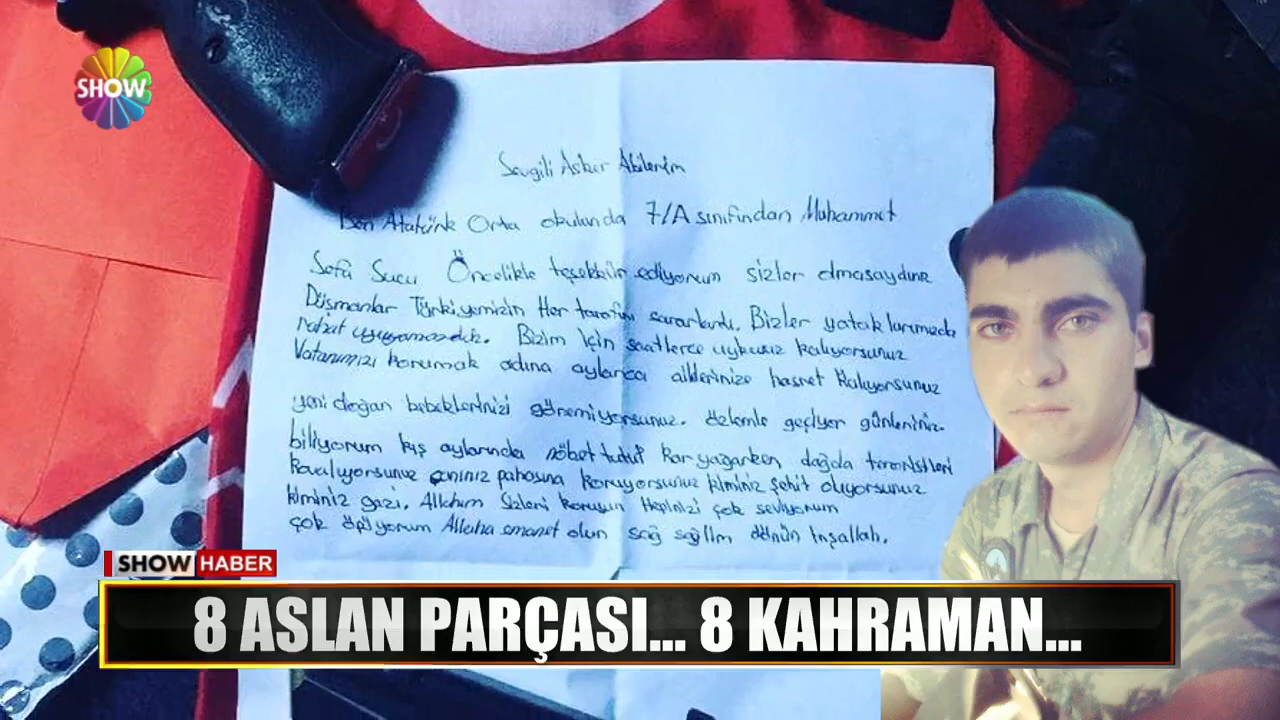 SHOW
Sevgili Asker Abilerim
Ben Atatürk Orta okulunda 7/A sınıfından Muhammet
Sefa Sucu Öncelikle teşekkür ediyorum sizler olmasaydınız
Düşmanlar Türkiyemizin Her tarafını sararlardı. Bizler yataklarımızda
rahat uyuyamazdık. Bizim için saatlerce uykusuz kalıyorsunuz
Vatanımızı korumak adına aylarca ailelerinize hasret kalıyorsunuz
yeni doğan bebeklerinizi göremiyorsunuz. özlemle geçiyor günleriniz
biliyorum kış aylarında nöbet tutup kar yağarken dağda teröristleri
kovalıyorsunuz canınız pahasına koruyorsunuz kiminiz şehit oluyorsunuz
kiminiz gazi. Allahım Sizleri korusun Hepinizi çok seviyorum
çok öpüyorum Allaha emanet olun sağ salim dönün İnşallah.
SHOW HABER
8 ASLAN PARÇASI... 8 KAHRAMAN...